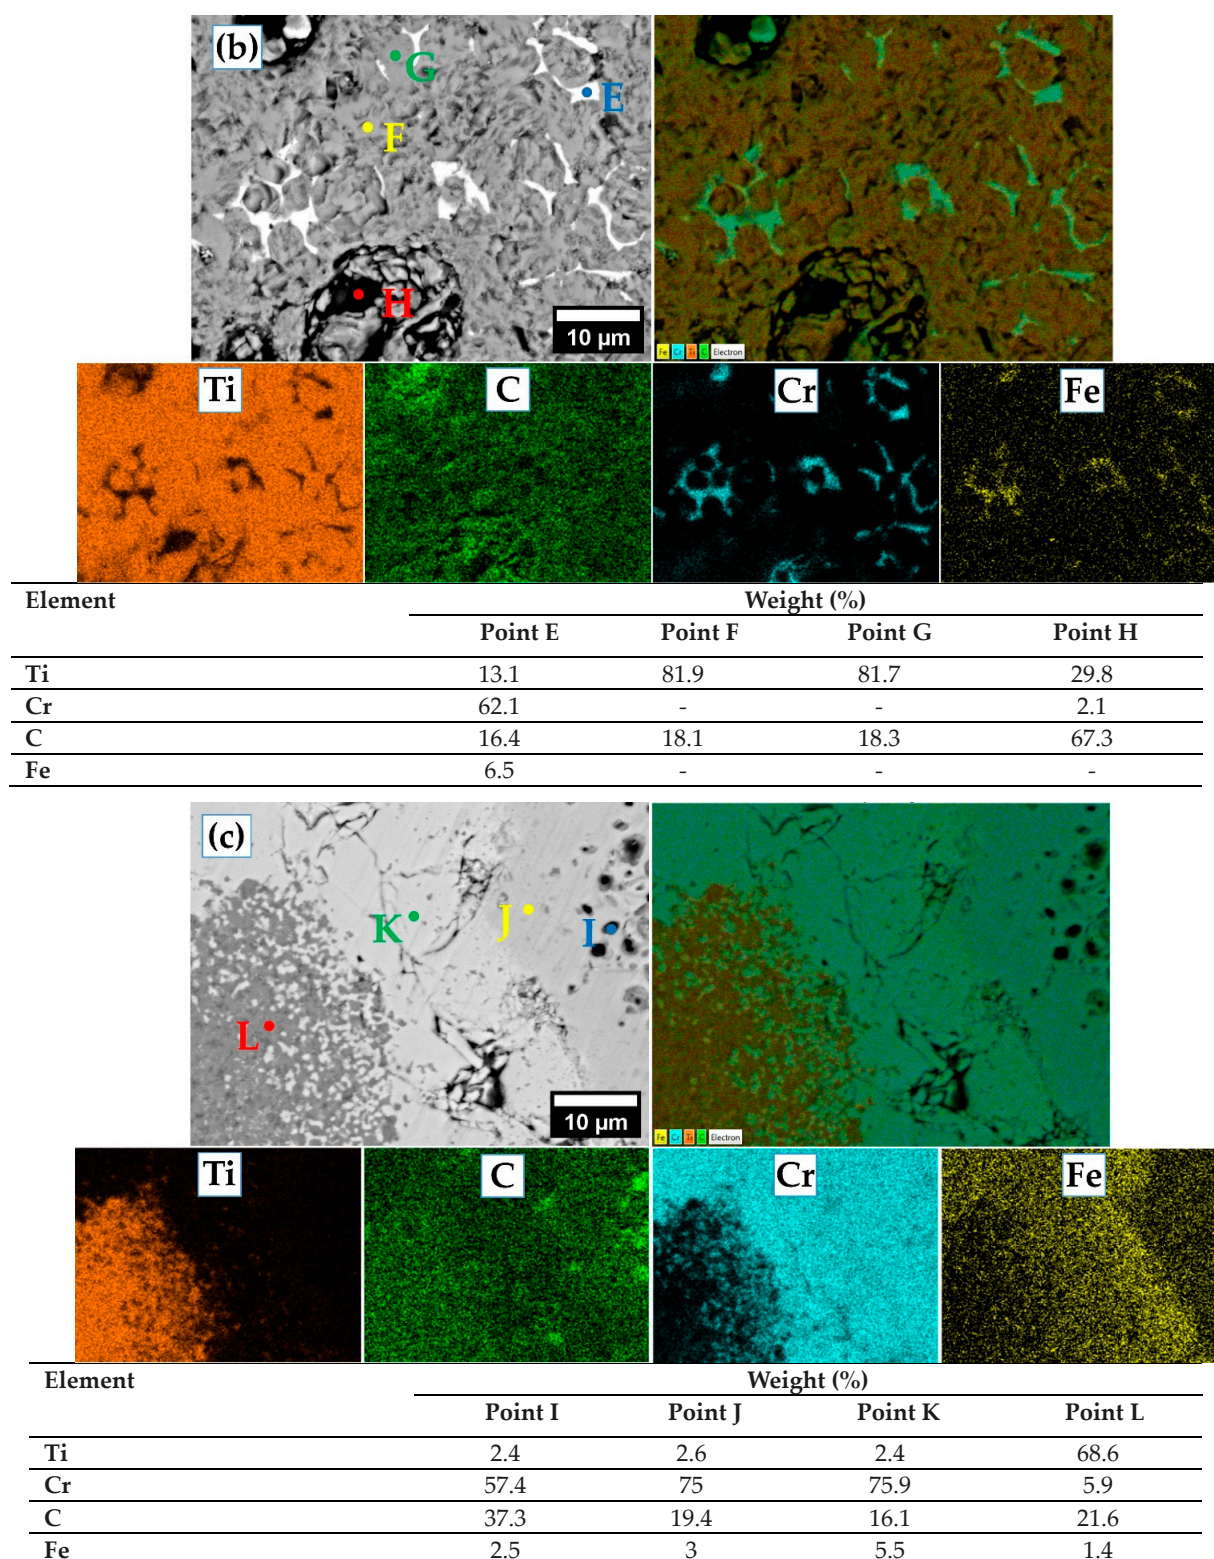 (b)
G
E
F
H
10 µm
Fe Cr Ti C Electron
Ti C Cr Fe
Element Weight (%)
Point E Point F Point G Point H
Ti 13.1 81.9 81.7 29.8
Cr 62.1 - - 2.1
C 16.4 18.1 18.3 67.3
Fe 6.5 - - -
(c)
K J I
L
10 µm
Fe Cr Ti C Electron
Ti C Cr Fe
Element Weight (%)
Point I Point J Point K Point L
Ti 2.4 2.6 2.4 68.6
Cr 57.4 75 75.9 5.9
C 37.3 19.4 16.1 21.6
Fe 2.5 3 5.5 1.4